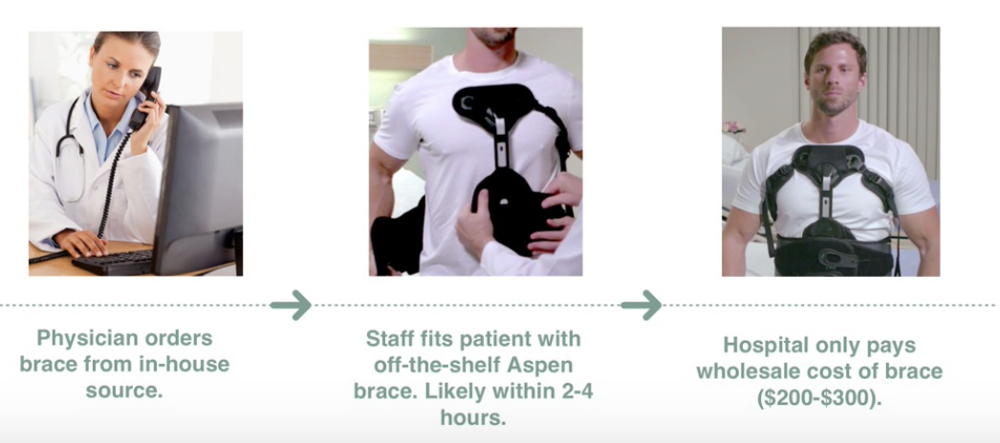 Physician orders
brace from in-house
source.
Staff fits patient with
off-the-shelf Aspen
brace. Likely within 2-4
hours.
Hospital only pays
wholesale cost of brace
($200-$300).